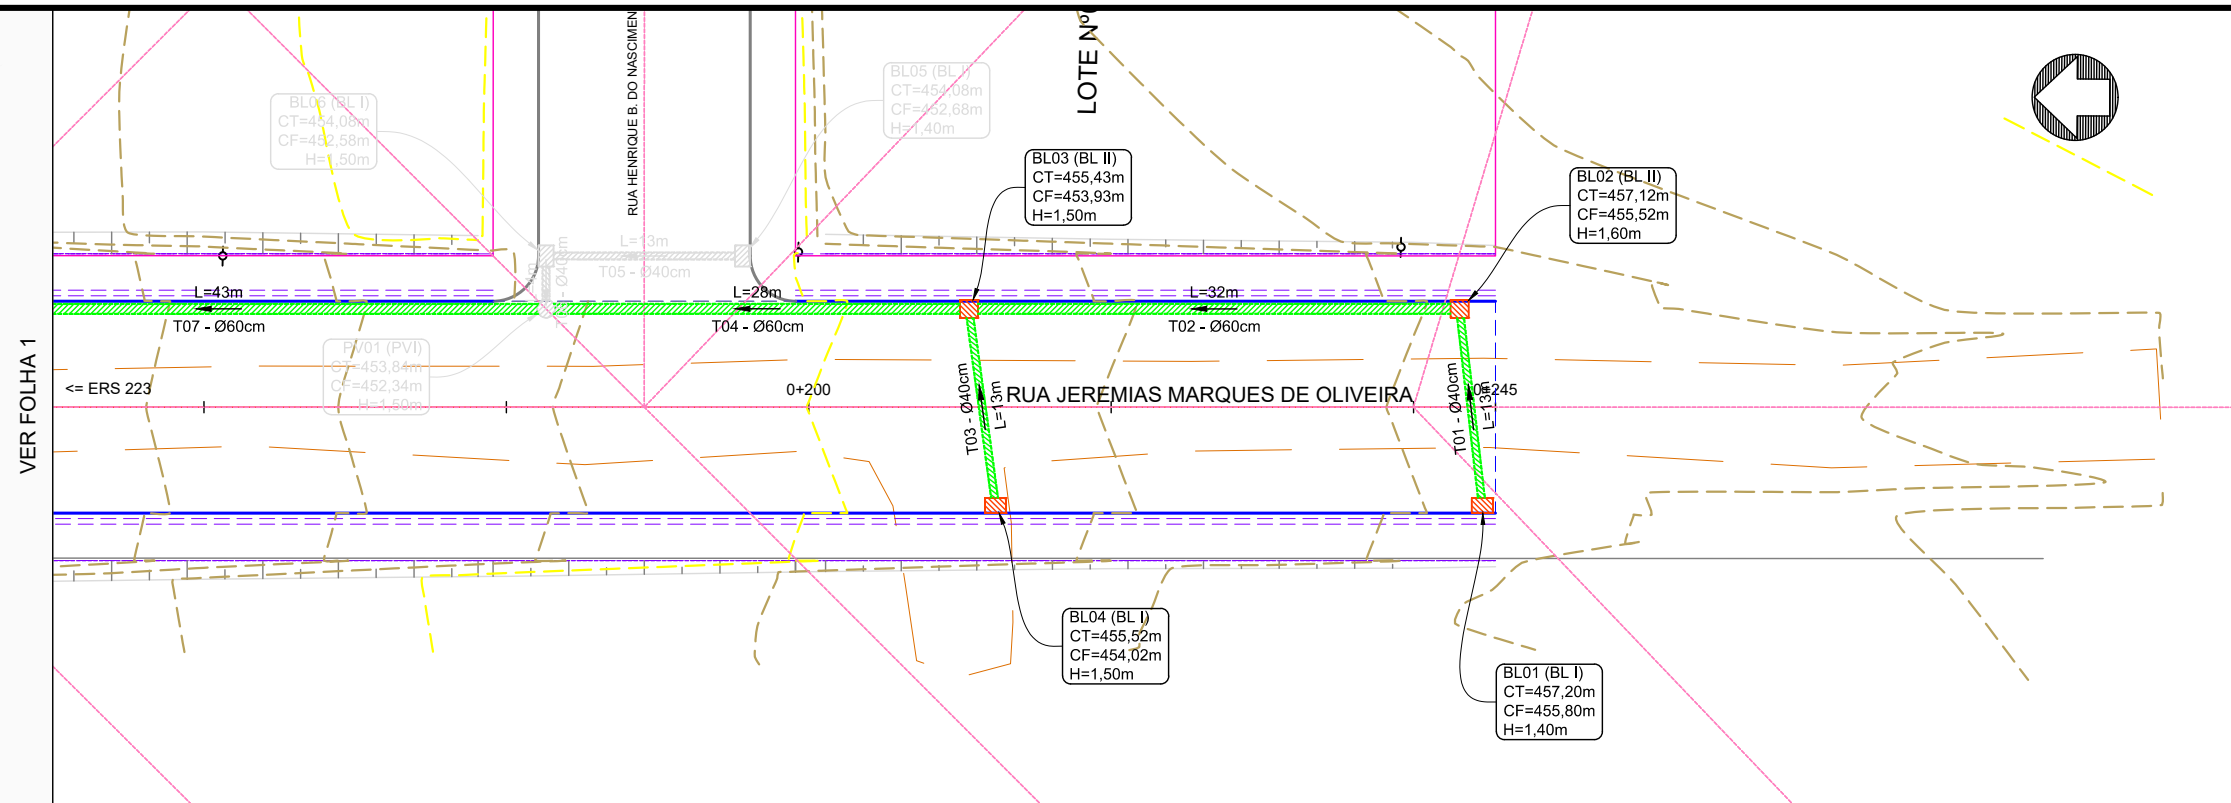 BL06 (BL I)
CT=454,08m
CF=452,58m
H=1,50m
RUA HENRIQUE B. DO NASCIMEN
BL05 (BL I)
CT=454,08m
CF=452,68m
H=1,40m
LOTE Nº
BL03 (BL II)
CT=455,43m
CF=453,93m
H=1,50m
BL02 (BL II)
CT=457,12m
CF=455,52m
H=1,60m
L=13m
T05 - Ø40cm
L=43m
T07 - Ø60cm
L=28m
T04 - Ø60cm
L=32m
T02 - Ø60cm
PV01 (PVI)
CT=453,84m
CF=452,34m
H=1,50m
VER FOLHA 1
<= ERS 223
0+200
T03 - Ø40cm
L=13m
RUA JEREMIAS MARQUES DE OLIVEIRA
T01 - Ø40cm
L=13m
0+245
BL04 (BL I)
CT=455,52m
CF=454,02m
H=1,50m
BL01 (BL I)
CT=457,20m
CF=455,80m
H=1,40m